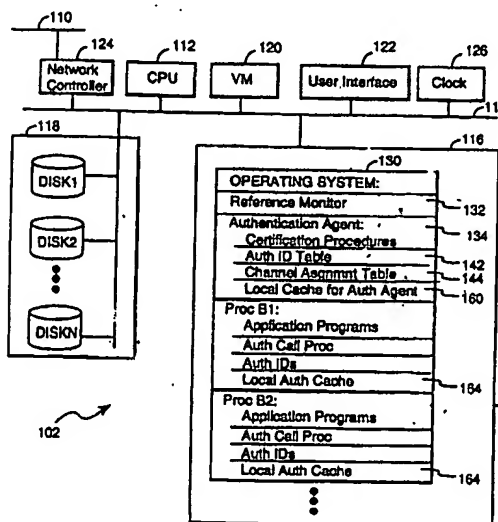 110
124
112
120
122
126
Network
Controller
CPU
VM
User Interface
Clock
118
116
DISK1
DISK2
DISKN
102
130
OPERATING SYSTEM:
Reference Monitor
132
Authentication Agent:
134
Certification Procedures
Auth ID Table
142
Channel Asgnmnt Table
144
Local Cache for Auth Agent
160
Proc B1:
Application Programs
Auth Call Proc
Auth IDs
Local Auth Cache
164
Proc B2:
Application Programs
Auth Call Proc
Auth IDs
Local Auth Cache
164